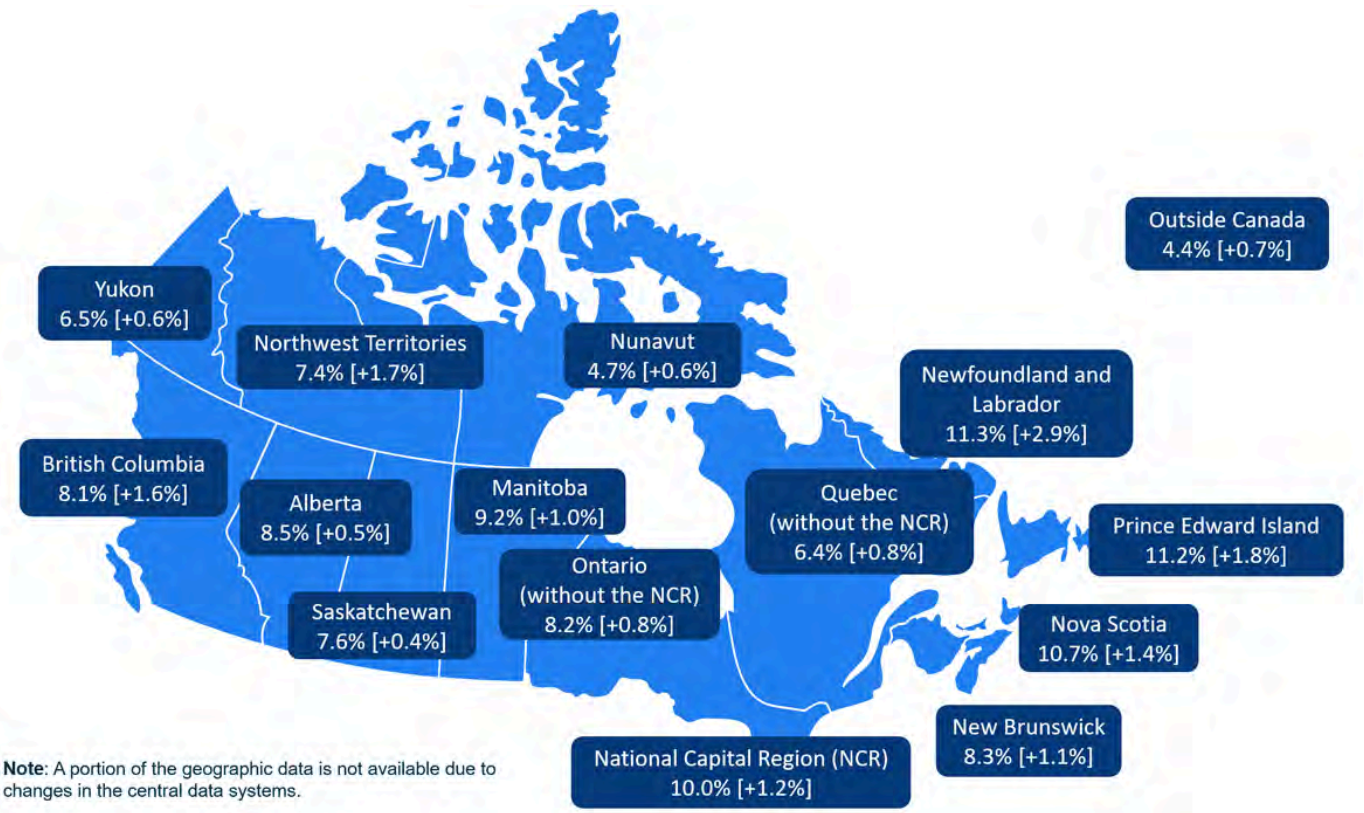 Outside Canada
4.4% [+0.7%]
Yukon
6.5% [+0.6%]
Northwest Territories
7.4% [+1.7%]
Nunavut
4.7% [+0.6%]
Newfoundland and
Labrador
11.3% [+2.9%]
British Columbia
8.1% [+1.6%]
Alberta
8.5% [+0.5%]
Manitoba
9.2% [+1.0%]
Quebec
(without the NCR)
6.4% [+0.8%]
Prince Edward Island
11.2% [+1.8%]
Ontario
(without the NCR)
8.2% [+0.8%]
Saskatchewan
7.6% [+0.4%]
Nova Scotia
10.7% [+1.4%]
New Brunswick
8.3% [+1.1%]
National Capital Region (NCR)
10.0% [+1.2%]
Note: A portion of the geographic data is not available due to
changes in the central data systems.